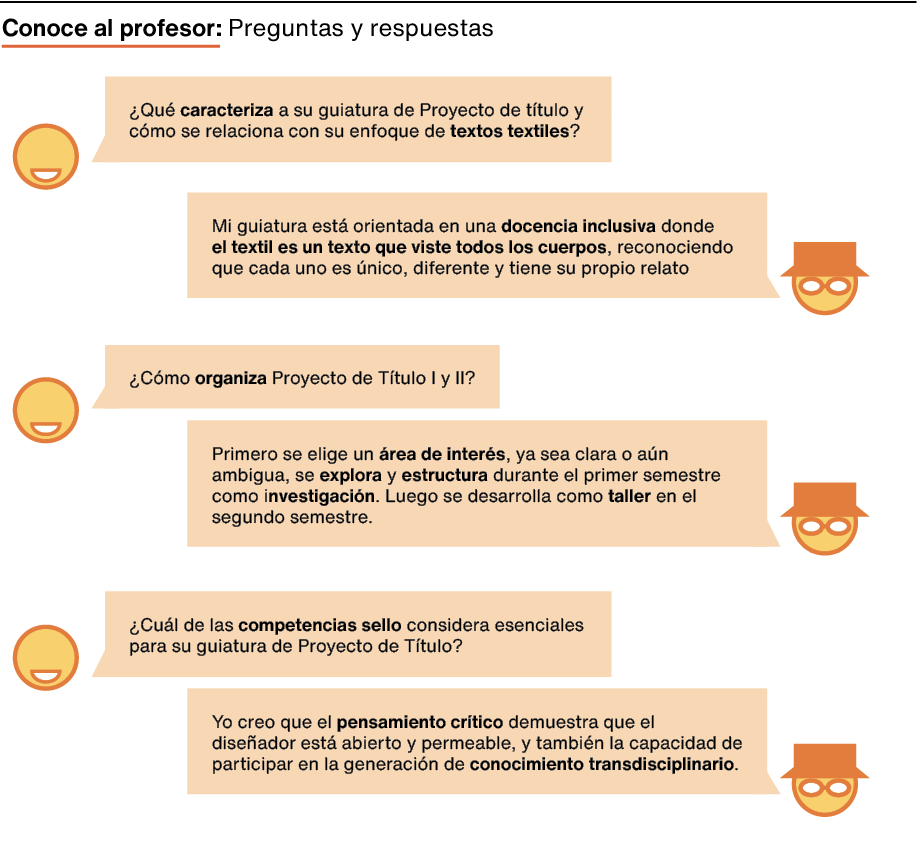 Conoce al profesor: Preguntas y respuestas
¿Qué caracteriza a su guiatura de Proyecto de título y
cómo se relaciona con su enfoque de textos textiles?
Mi guiatura está orientada en una docencia inclusiva donde
el textil es un texto que viste todos los cuerpos, reconociendo
que cada uno es único, diferente y tiene su propio relato
¿Cómo organiza Proyecto de Título I y II?
Primero se elige un área de interés, ya sea clara o aún
ambigua, se explora y estructura durante el primer semestre
como investigación. Luego se desarrolla como taller en el
segundo semestre.
¿Cuál de las competencias sello considera esenciales
para su guiatura de Proyecto de Título?
Yo creo que el pensamiento crítico demuestra que el
diseñador está abierto y permeable, y también la capacidad de
participar en la generación de conocimiento transdisciplinario.